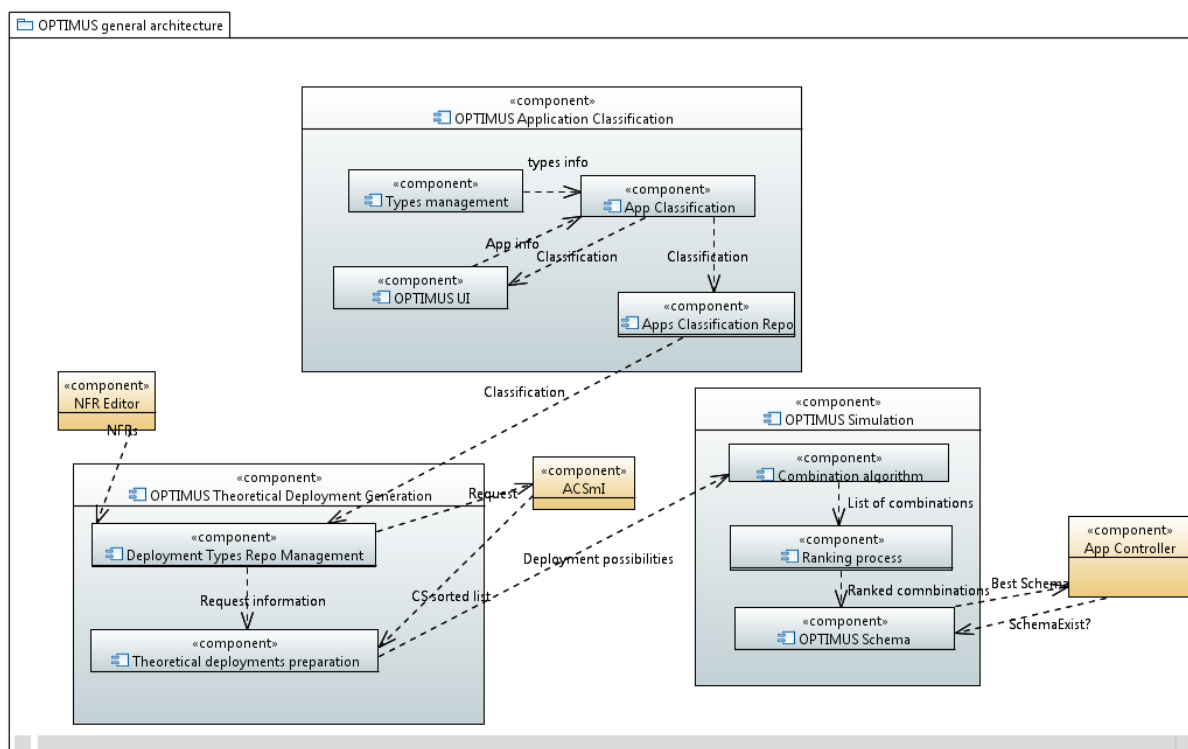 OPTIMUS general architecture
«component»
OPTIMUS Application Classification
types info
«component»
Types management
«component»
App Classification
App info
Classification
Classification
«component»
OPTIMUS UI
«component»
Apps Classification Repo
Classification
«component»
NFR Editor
NFRs
«component»
OPTIMUS Simulation
«component»
Combination algorithm
List of combinations
«component»
Ranking process
Ranked comnbinations
«component»
OPTIMUS Schema
«component»
OPTIMUS Theoretical Deployment Generation
Request
«component»
ACSmI
«component»
Deployment Types Repo Management
Deployment possibilities
Request information
CS sorted list
«component»
Theoretical deployments preparation
«component»
App Controller
Best Schema
SchemaExist?